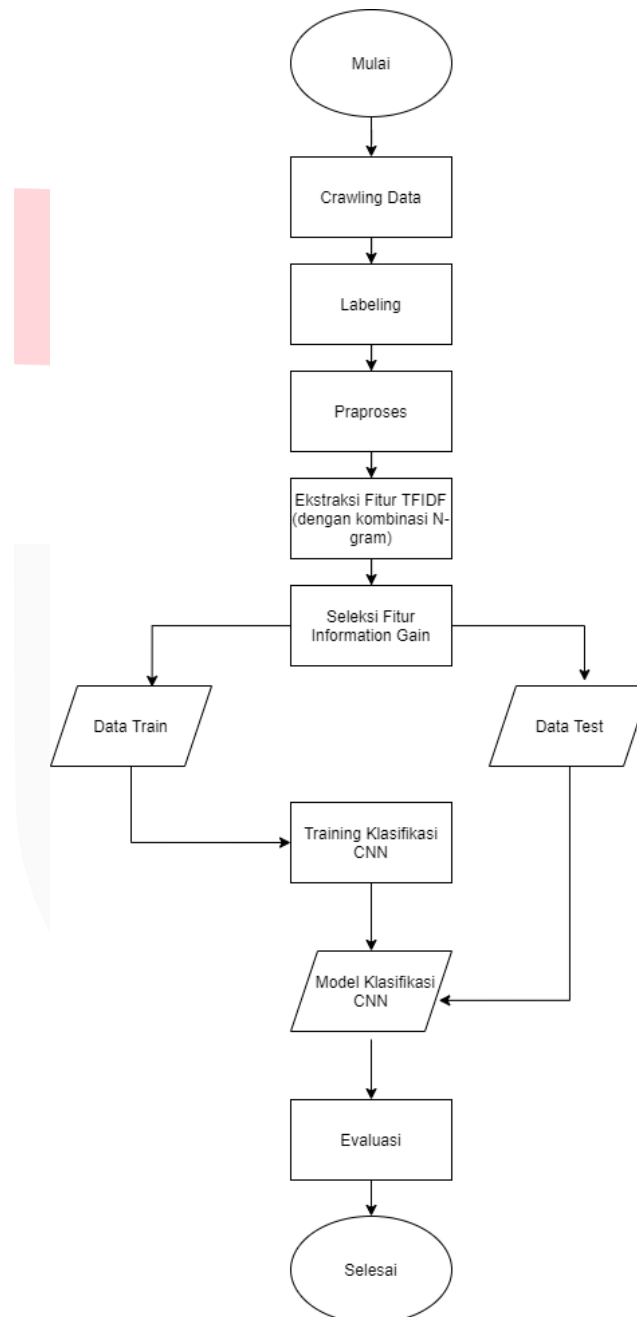 Mulai
Crawling Data
Labeling
Praproses
Ekstraksi Fitur TFIDF
(dengan kombinasi N-
gram)
Seleksi Fitur
Information Gain
Data Train
Data Test
Training Klasifikasi
CNN
Model Klasifikasi
CNN
Evaluasi
Selesai